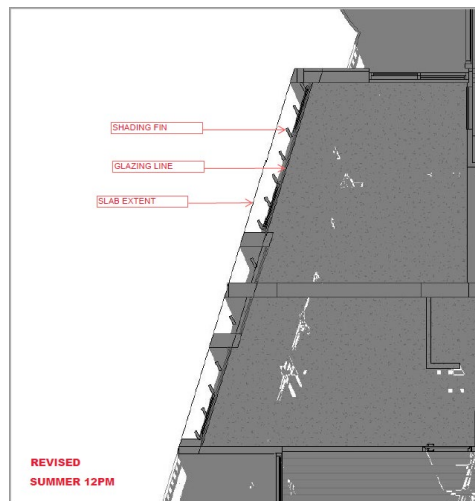 SHADING FIN
GLAZING LINE
SLAB EXTENT
REVISED
SUMMER 12PM